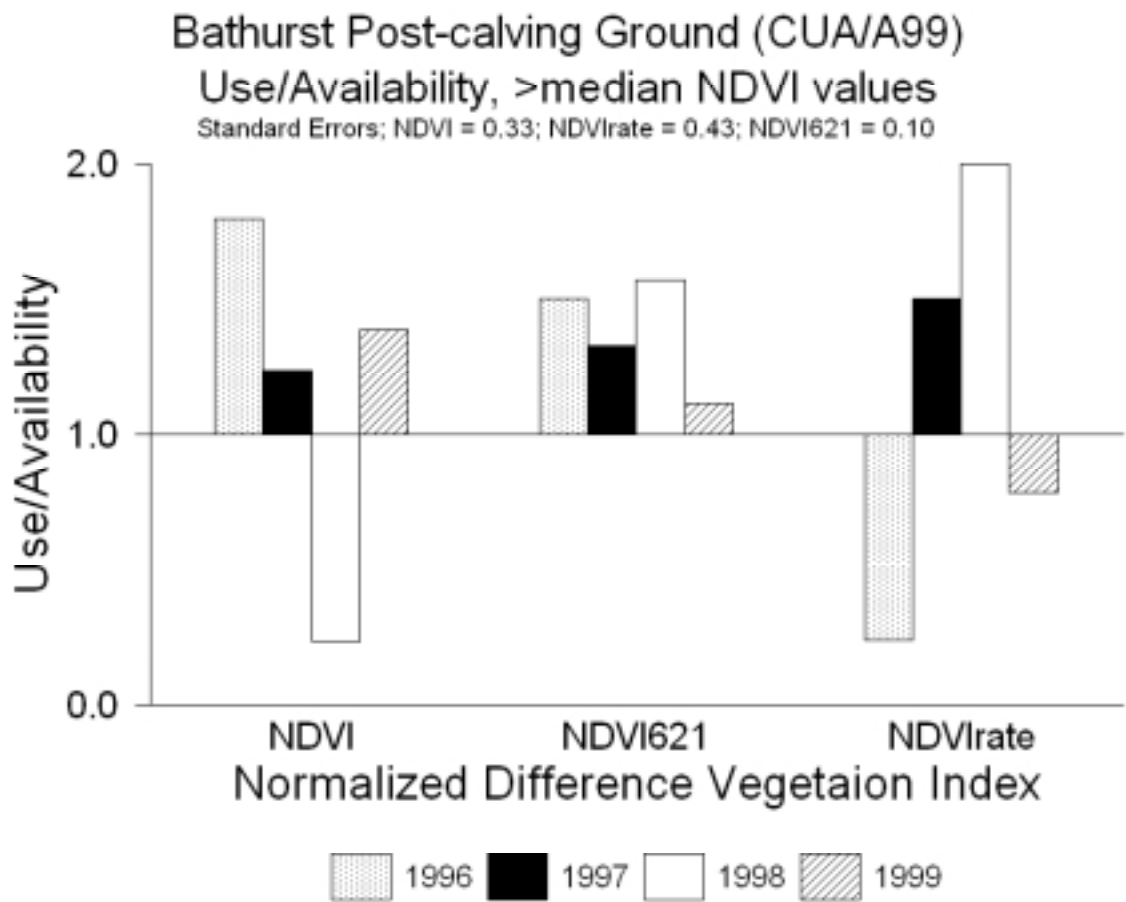 Bathurst Post-calving Ground (CUA/A99)
Use/Availability, >median NDVI values
Standard Errors; NDVI = 0.33; NDVIrate = 0.43; NDVI621 = 0.10
2.0
1.0
0.0
Use/Availability
NDVI NDVI621 NDVIrate
Normalized Difference Vegetaion Index
1996 1997 1998 1999